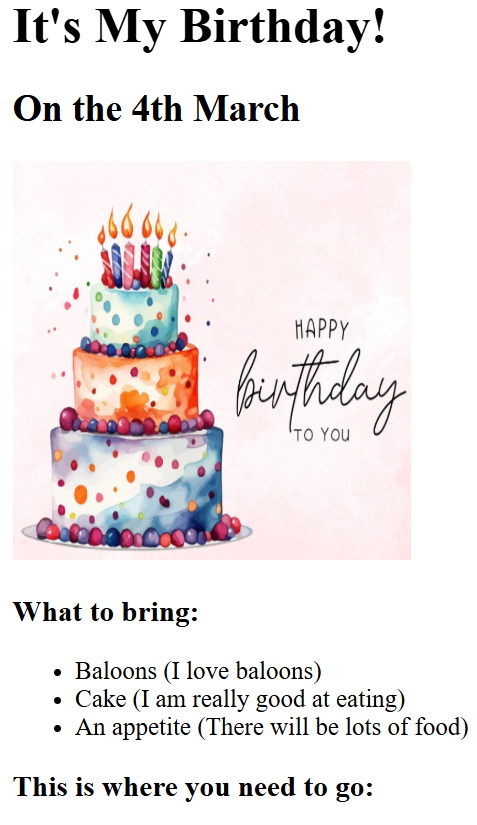 It's My Birthday!
On the 4th March
HAPPY
birthday
TO YOU
What to bring:
Baloons (I love baloons)
Cake (I am really good at eating)
An appetite (There will be lots of food)
This is where you need to go: